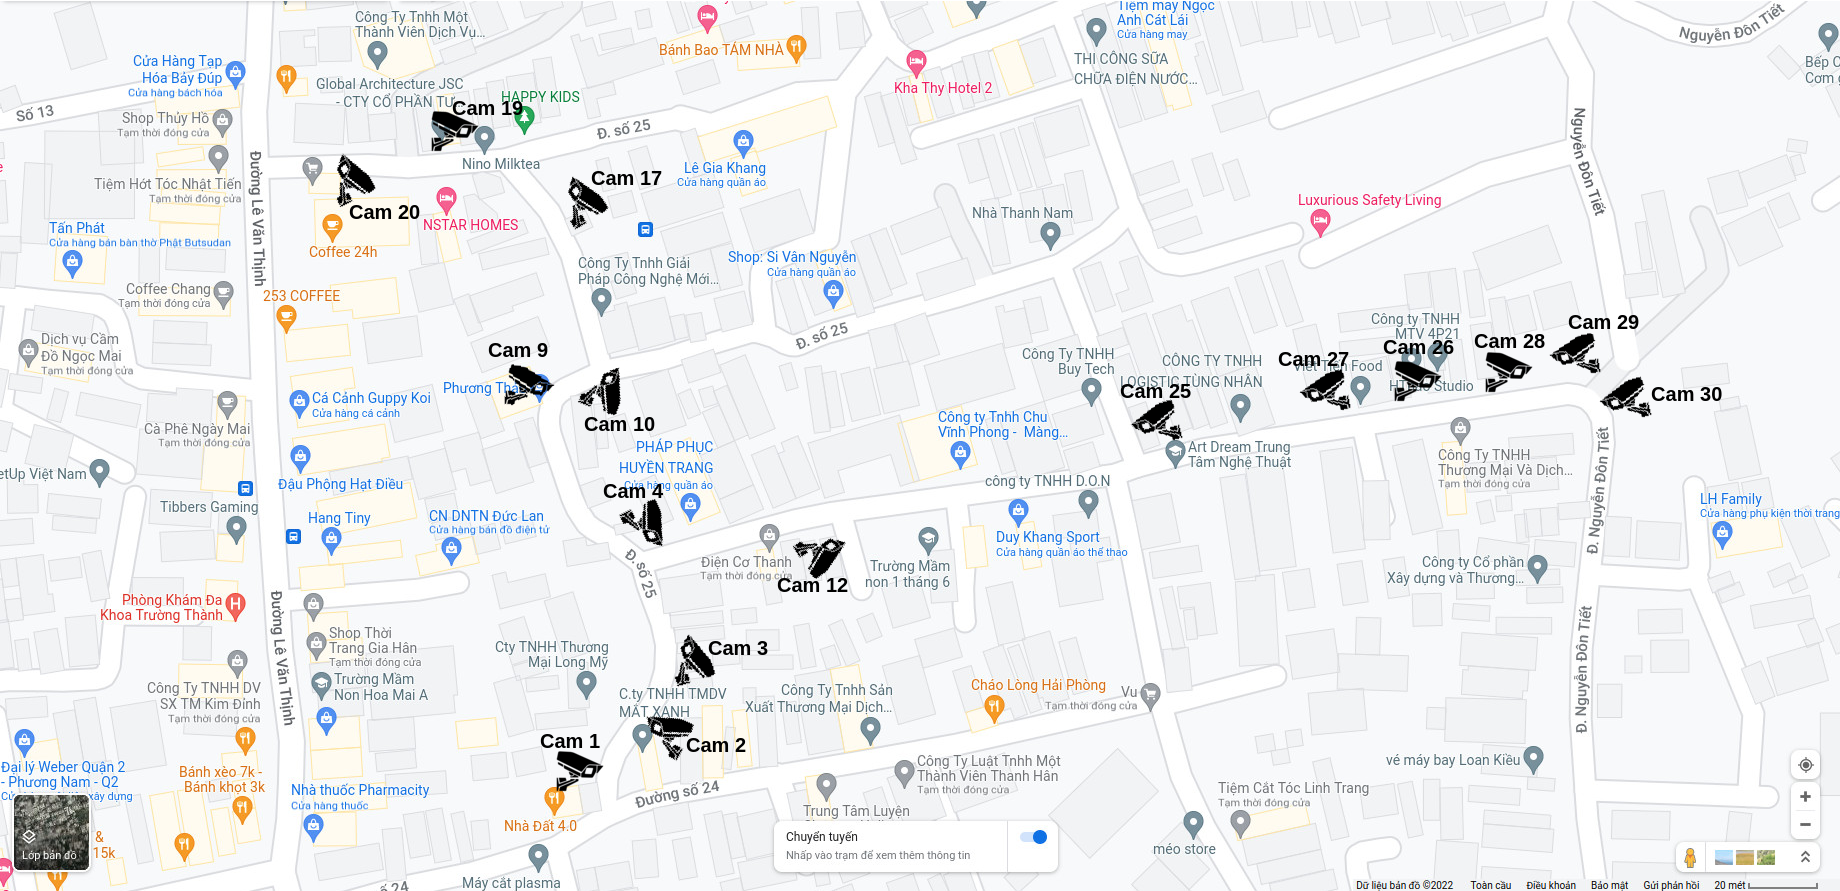 Công Ty Tnhh Một
Thành Viên Dịch Vụ...
Bánh Bao TÁM NHÀ
Tiệm may Ngọc
Anh Cát Lái
Cửa hàng may
Nguyễn Đôn Tiết
Cửa Hàng Tạp
Hóa Bảy Đúp
Cửa hàng bách hóa
THI CÔNG SỬA
CHỮA ĐIỆN NƯỚC...
Bếp C
Cơm g
Global Architecture JSC
- CTY CỔ PHẦN TƯ
HAPPY KIDS
Kha Thy Hotel 2
Cam 19
Số 13
Shop Thủy Hồ
Tạm thời đóng cửa
Đ. số 25
Nino Milktea
Lê Gia Khang
Cửa hàng quần áo
Nguyễn Đôn Tiết
Đường Lê Văn Thịnh
Tiệm Hớt Tóc Nhật Tiến
Tạm thời đóng cửa
Cam 17
Cam 20
NSTAR HOMES
Luxurious Safety Living
Nhà Thanh Nam
Tấn Phát
Cửa hàng bán bàn thờ Phật Butsudan
Coffee 24h
Công Ty Tnhh Giải
Pháp Công Nghệ Mới...
Shop: Si Vân Nguyễn
Cửa hàng quần áo
Coffee Chang
Tạm thời đóng cửa
253 COFFEE
Dịch vụ Cầm
Đồ Ngọc Mai
Tạm thời đóng cửa
Đ. số 25
Công ty TNHH
MTV 4P21
Cam 29
Cam 28
Cam 26
Cam 27
Việt Tiến Food
HTecho Studio
Cam 30
Cam 9
Phương Tha
Công Ty TNHH
Buy Tech
CÔNG TY TNHH
LOGISTIC TÙNG NHÂN
Cam 25
Cá Cảnh Guppy Koi
Cửa hàng cá cảnh
Cam 10
Công ty Tnhh Chu
Vĩnh Phong - Màng...
Cà Phê Ngày Mai
Tạm thời đóng cửa
PHÁP PHỤC
HUYỀN TRANG
Cửa hàng quần áo
Art Dream Trung
Tâm Nghệ Thuật
Công Ty TNHH
Thương Mại Và Dịch...
Tạm thời đóng cửa
etUp Việt Nam
Đậu Phộng Hạt Điều
Cam 4
công ty TNHH D.O.N
Đ. Nguyễn Đôn Tiết
LH Family
Cửa hàng phụ kiện thời trang
Tibbers Gaming
Hang Tiny
CN DNTN Đức Lan
Cửa hàng bán đồ điện tử
Duy Khang Sport
Cửa hàng quần áo thể thao
Đ. số 25
Điện Cơ Thanh
Tạm thời đóng cửa
Cam 12
Trường Mầm
non 1 tháng 6
Công ty Cổ phần
Xây dựng và Thương...
Phòng Khám Đa
Khoa Trường Thành
Đường Lê Văn Thịnh
Shop Thời
Trang Gia Hân
Tạm thời đóng cửa
Cty TNHH Thương
Mại Long Mỹ
Cam 3
Đ. Nguyễn Đôn Tiết
Trường Mầm
Non Hoa Mai A
Công Ty TNHH DV
SX TM Kim Đỉnh
Tạm thời đóng cửa
C.ty TNHH TMDV
MẮT XANH
Công Ty Tnhh Sản
Xuất Thương Mại Dịch...
Cháo Lòng Hải Phòng
Vu
Tạm thời đóng cửa
Cam 1
Cam 2
Đại lý Weber Quận 2
- Phương Nam - Q2
Bánh xèo 7k -
Bánh khọt 3k
Nhà thuốc Pharmacity
Cửa hàng thuốc
Đường số 24
Công Ty Luật Tnhh Một
Thành Viên Thanh Hân
Tạm thời đóng cửa
vé máy bay Loan Kiều
Trung Tâm Luyện
Tiệm Cắt Tóc Linh Trang
Tạm thời đóng cửa
Nhà Đất 4.0
&
15k
Lớp bản đồ
Chuyển tuyến
Nhấp vào trạm để xem thêm thông tin
méo store
Máy cắt plasma
24
Dữ liệu bản đồ ©2022
Toàn cầu
Điều khoản
Bảo mật
Gửi phản hồi
20 mét